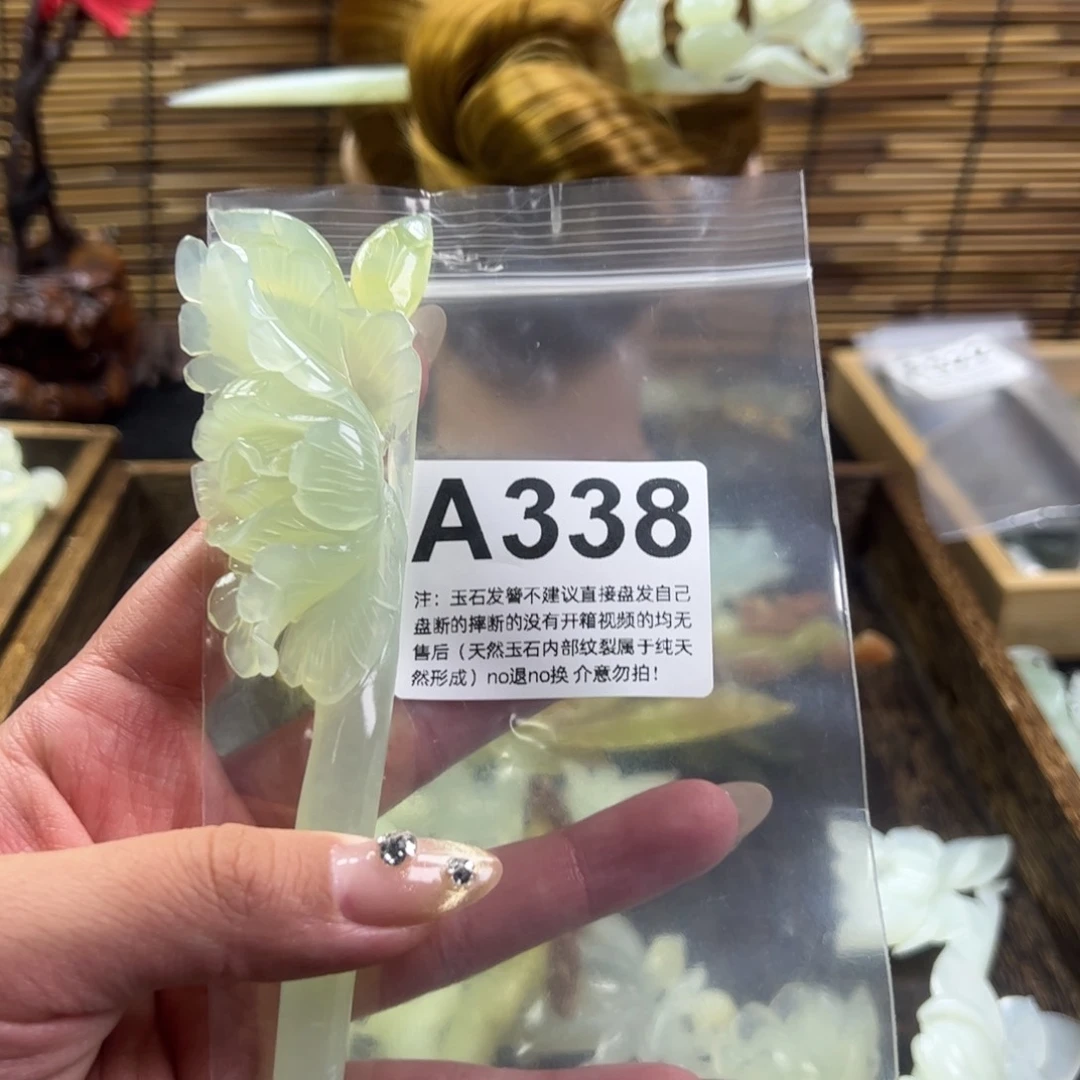 A338
注：玉石发簪不建议直接盘发自己
盘断的摔断的没有开箱视频的均无
售后（天然玉石内部纹裂属于纯天
然形成）no退no换 介意勿拍！